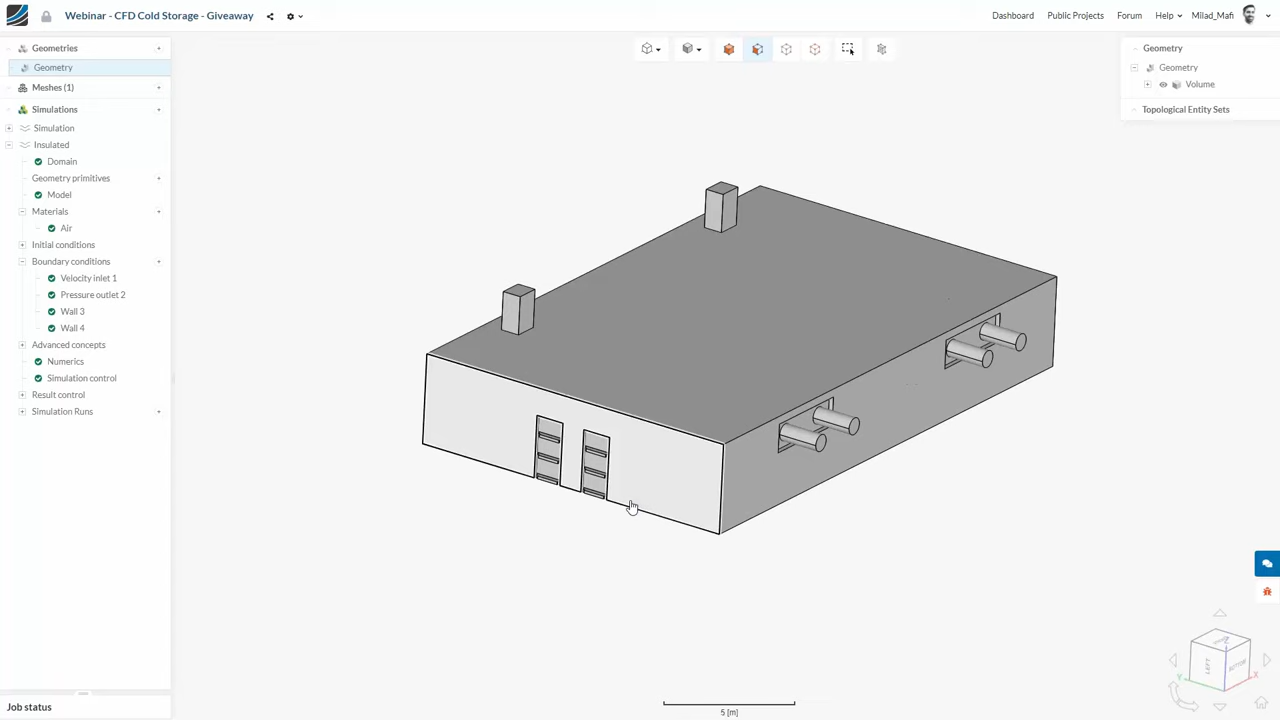 Webinar - CFD Cold Storage - Giveaway
Dashboard
Public Projects
Forum
Help
Milad_Mafi
Geometries
Geometry
Meshes (1)
Simulations
Simulation
Insulated
Domain
Geometry primitives
Model
Materials
Air
Initial conditions
Boundary conditions
Velocity inlet 1
Pressure outlet 2
Wall 3
Wall 4
Advanced concepts
Numerics
Simulation control
Result control
Simulation Runs
Job status
Geometry
Geometry
Volume
Topological Entity Sets
5 [m]
LEFT
BOTTOM
Z
Y
X